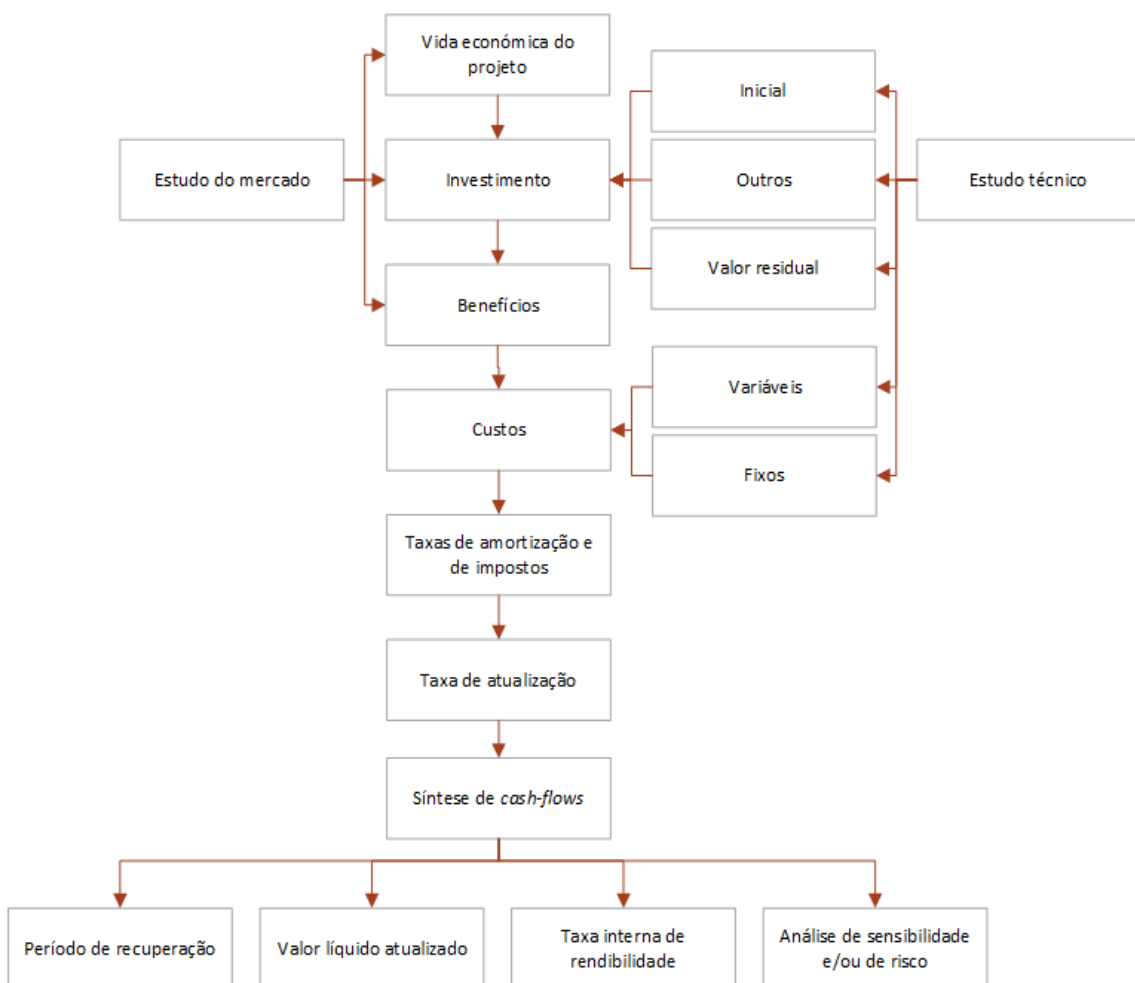 Vida económica do
projeto
Inicial
Estudo do mercado
Investimento
Outros
Estudo técnico
Valor residual
Benefícios
Variáveis
Custos
Fixos
Taxas de amortização e
de impostos
Taxa de atualização
Síntese de cash-flows
Período de recuperação
Valor líquido atualizado
Taxa interna de
rendibilidade
Análise de sensibilidade
e/ou de risco